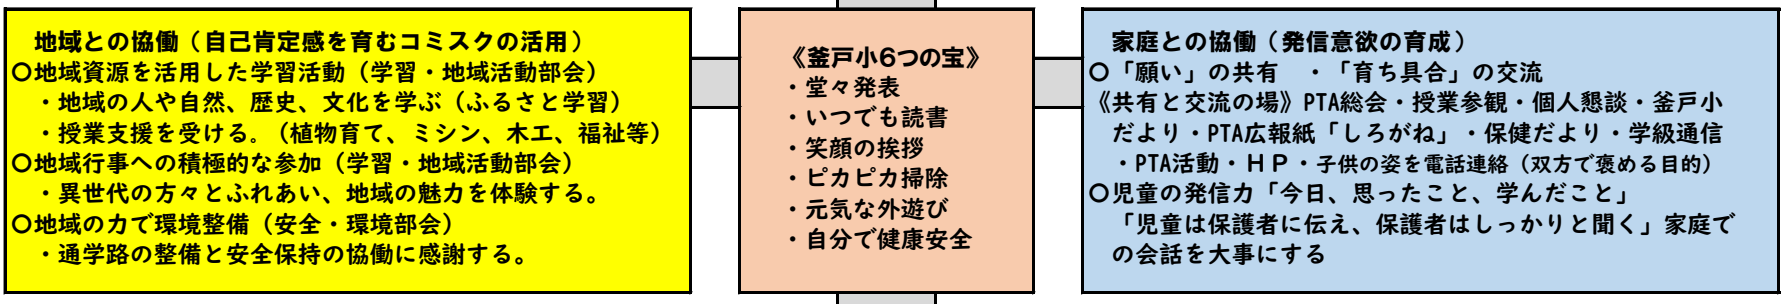 地域との協働（自己肯定感を育むコミスクの活用）
〇地域資源を活用した学習活動（学習・地域活動部会）
・地域の人や自然、歴史、文化を学ぶ（ふるさと学習）
・授業支援を受ける。（植物育て、ミシン、木工、福祉等）
〇地域行事への積極的な参加（学習・地域活動部会）
・異世代の方々とふれあい、地域の魅力を体験する。
〇地域の力で環境整備（安全・環境部会）
・通学路の整備と安全保持の協働に感謝する。
《釜戸小6つの宝》
・堂々発表
・いつでも読書
・笑顔の挨拶
・ピカピカ掃除
・元気な外遊び
・自分で健康安全
家庭との協働（発信意欲の育成）
〇「願い」の共有　・「育ち具合」の交流
《共有と交流の場》PTA総会・授業参観・個人懇談・釜戸小
だより・PTA広報紙「しろがね」・保健だより・学級通信
・PTA活動・ＨＰ・子供の姿を電話連絡（双方で褒める目的）
〇児童の発信力「今日、思ったこと、学んだこと」
「児童は保護者に伝え、保護者はしっかりと聞く」家庭で
の会話を大事にする